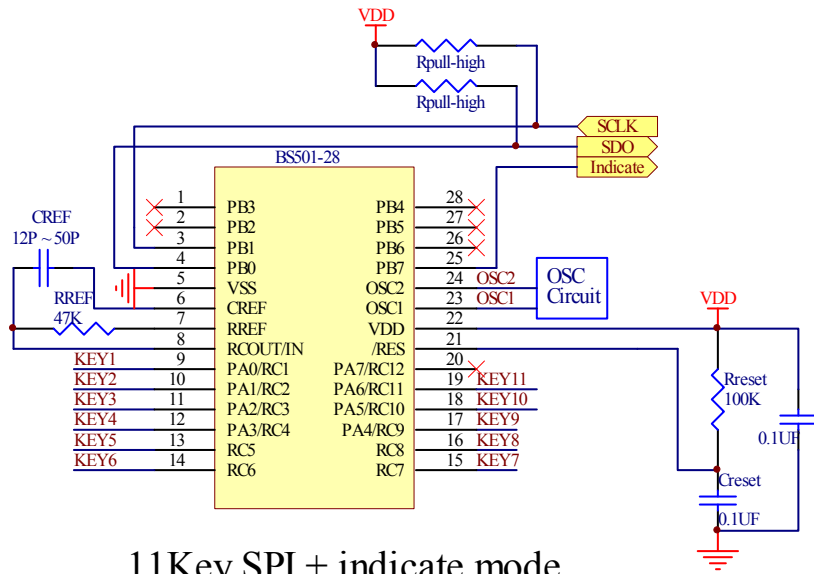 VDD
Rpull-high
Rpull-high
SCLK
SDO
Indicate
BS501-28
CREF
12P ~ 50P
RREF
47K
1 PB3
2 PB2
3 PB1
4 PB0
5 VSS
6 CREF
7 RREF
8 RCOUT/IN
KEY1 9 PA0/RC1
KEY2 10 PA1/RC2
KEY3 11 PA2/RC3
KEY4 12 PA3/RC4
KEY5 13 RC5
KEY6 14 RC6
PB4 28
PB5 27
PB6 26
PB7 25
OSC2 24 OSC2
OSC1 23 OSC1
VDD 22
/RES 21
PA7/RC12 20
PA6/RC11 19 KEY11
PA5/RC10 18 KEY10
PA4/RC9 17 KEY9
RC8 16 KEY8
RC7 15 KEY7
OSC
Circuit
VDD
Rreset
100K
0.1UF
Creset
0.1UF
11Key SPI + indicate mode